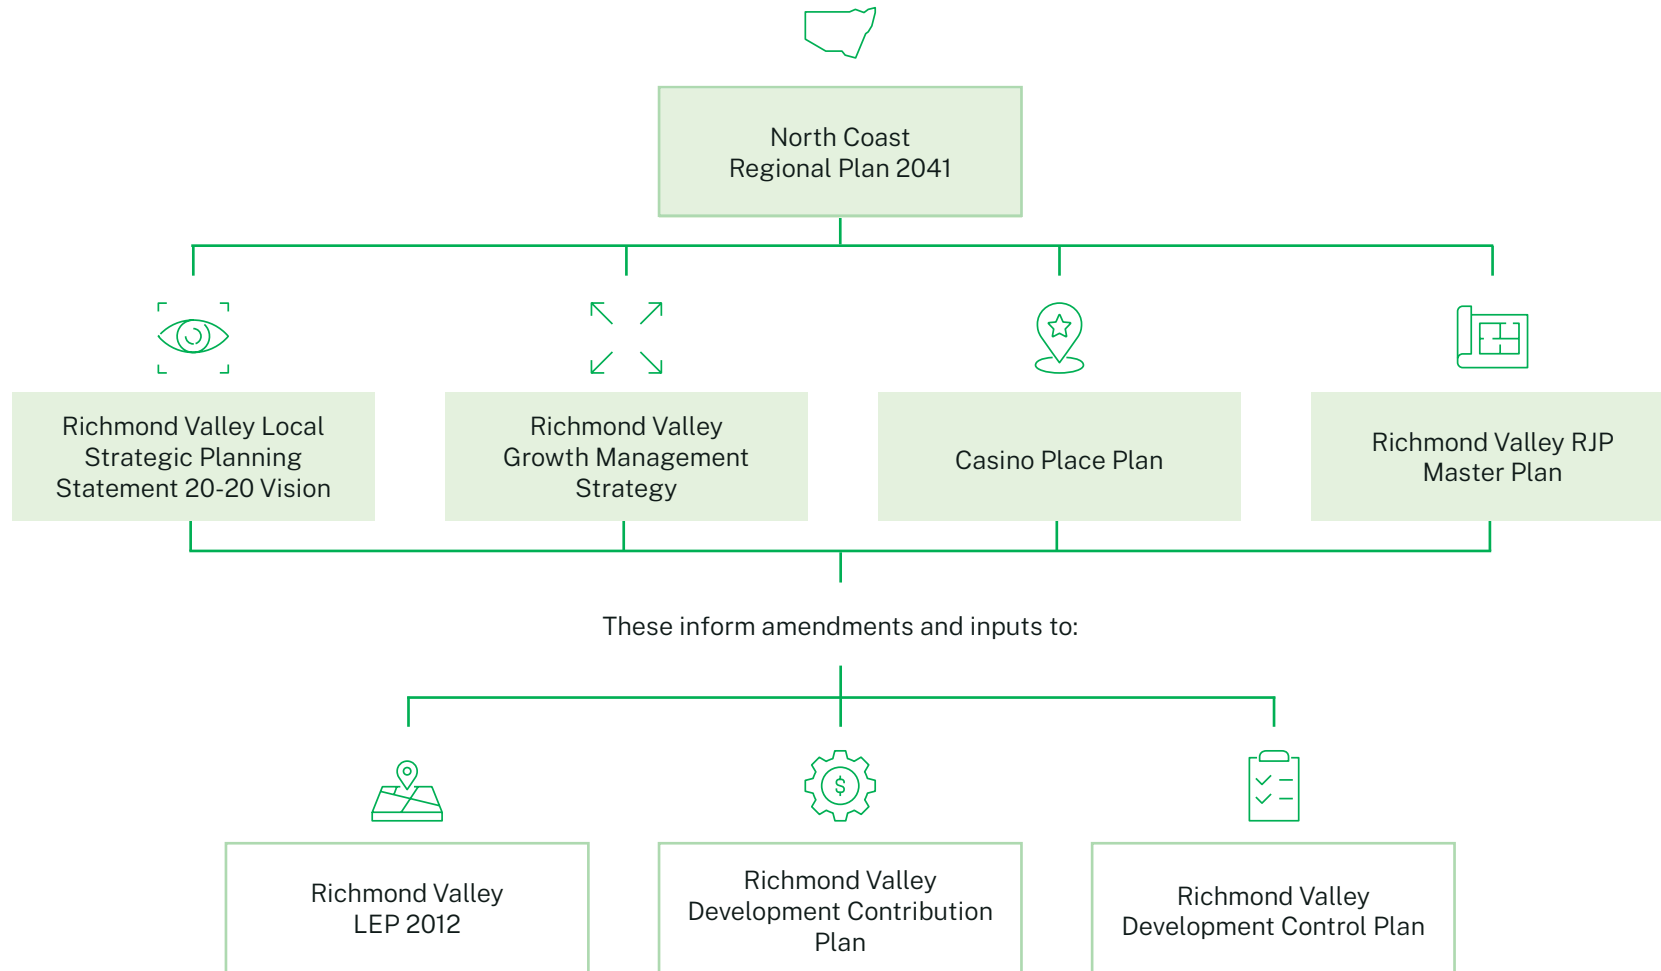 North Coast
Regional Plan 2041
Richmond Valley Local
Strategic Planning
Statement 20-20 Vision
Richmond Valley
Growth Management
Strategy
Casino Place Plan
Richmond Valley RJP
Master Plan
These inform amendments and inputs to:
$
Richmond Valley
LEP 2012
Richmond Valley
Development Contribution
Plan
Richmond Valley
Development Control Plan